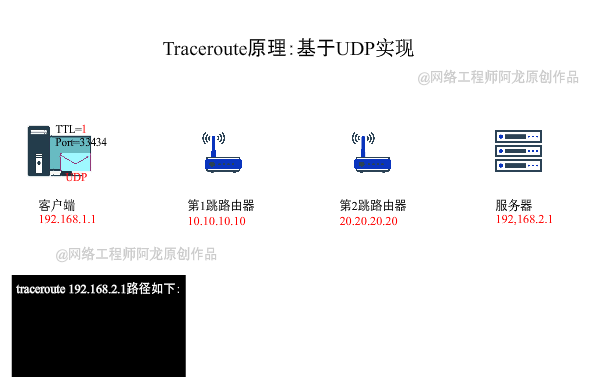 Traceroute原理:基于UDP实现
@网络工程师阿龙原创作品
TTL=1
Port=33434
UDP
客户端
192.168.1.1
第1跳路由器
10.10.10.10
第2跳路由器
20.20.20.20
服务器
192,168.2.1
@网络工程师阿龙原创作品
traceroute 192.168.2.1路径如下: